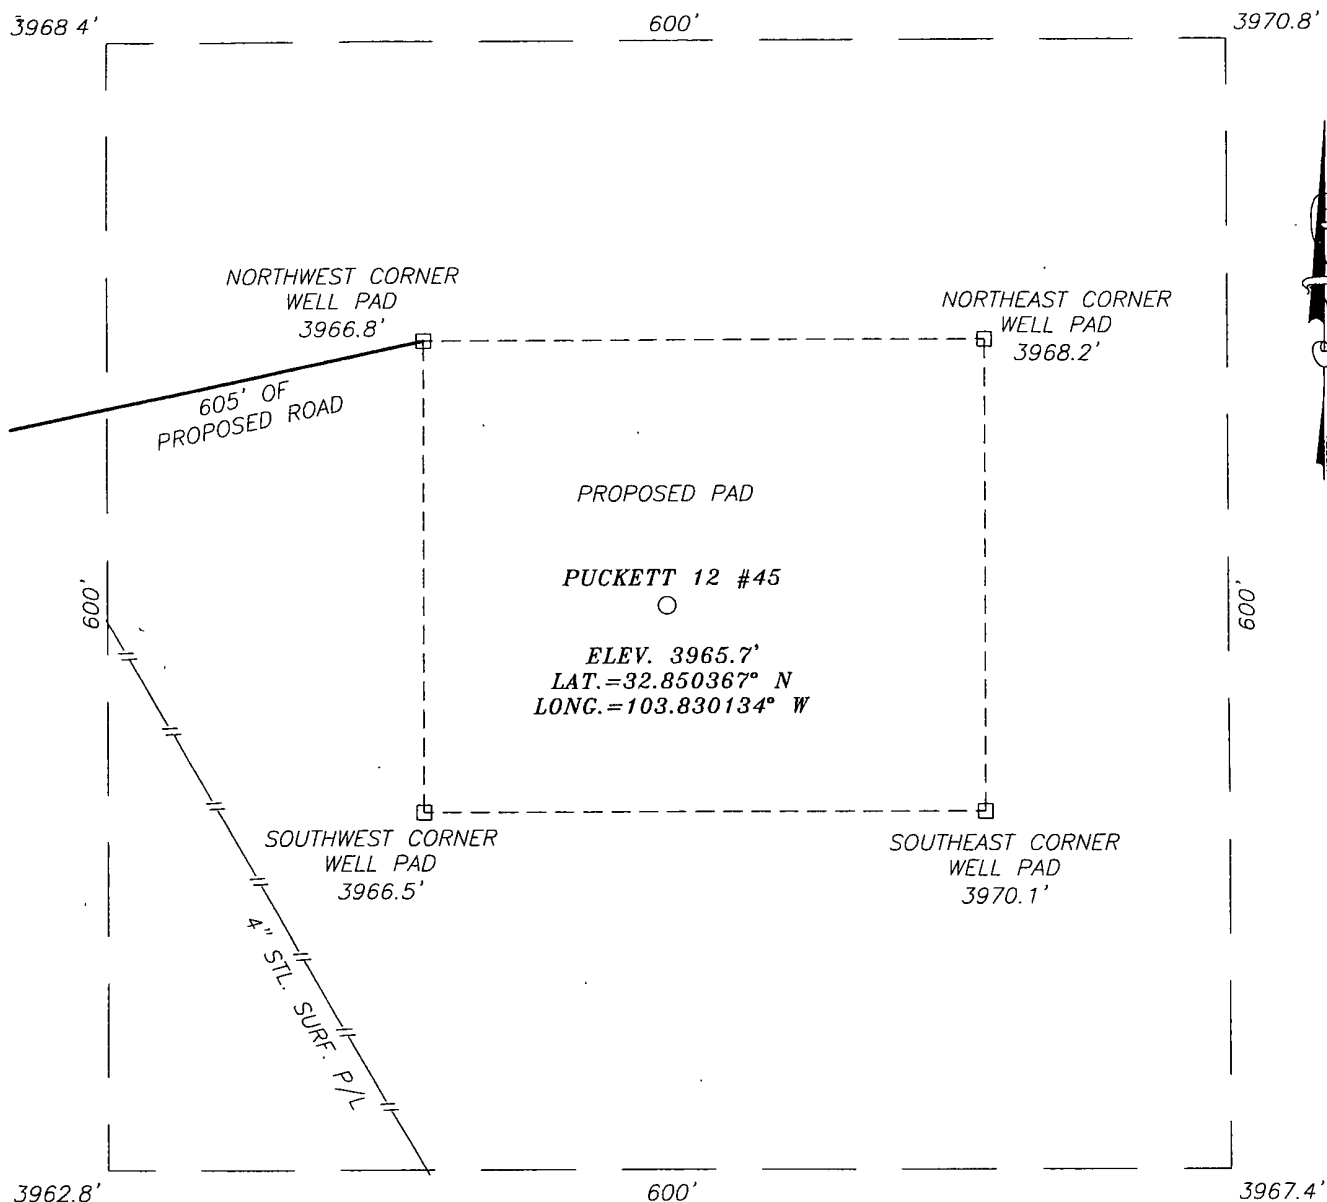 3968 4'
600'
3970.8'
NORTHWEST CORNER
WELL PAD
3966.8'
NORTHEAST CORNER
WELL PAD
3968.2'
605' OF
PROPOSED ROAD
PROPOSED PAD
PUCKETT 12 #45
600'
600'
ELEV. 3965.7'
LAT.=32.850367° N
LONG.=103.830134° W
SOUTHWEST CORNER
WELL PAD
3966.5'
SOUTHEAST CORNER
WELL PAD
3970.1'
4" STL. SURF. P/L
3962.8'
600'
3967.4'